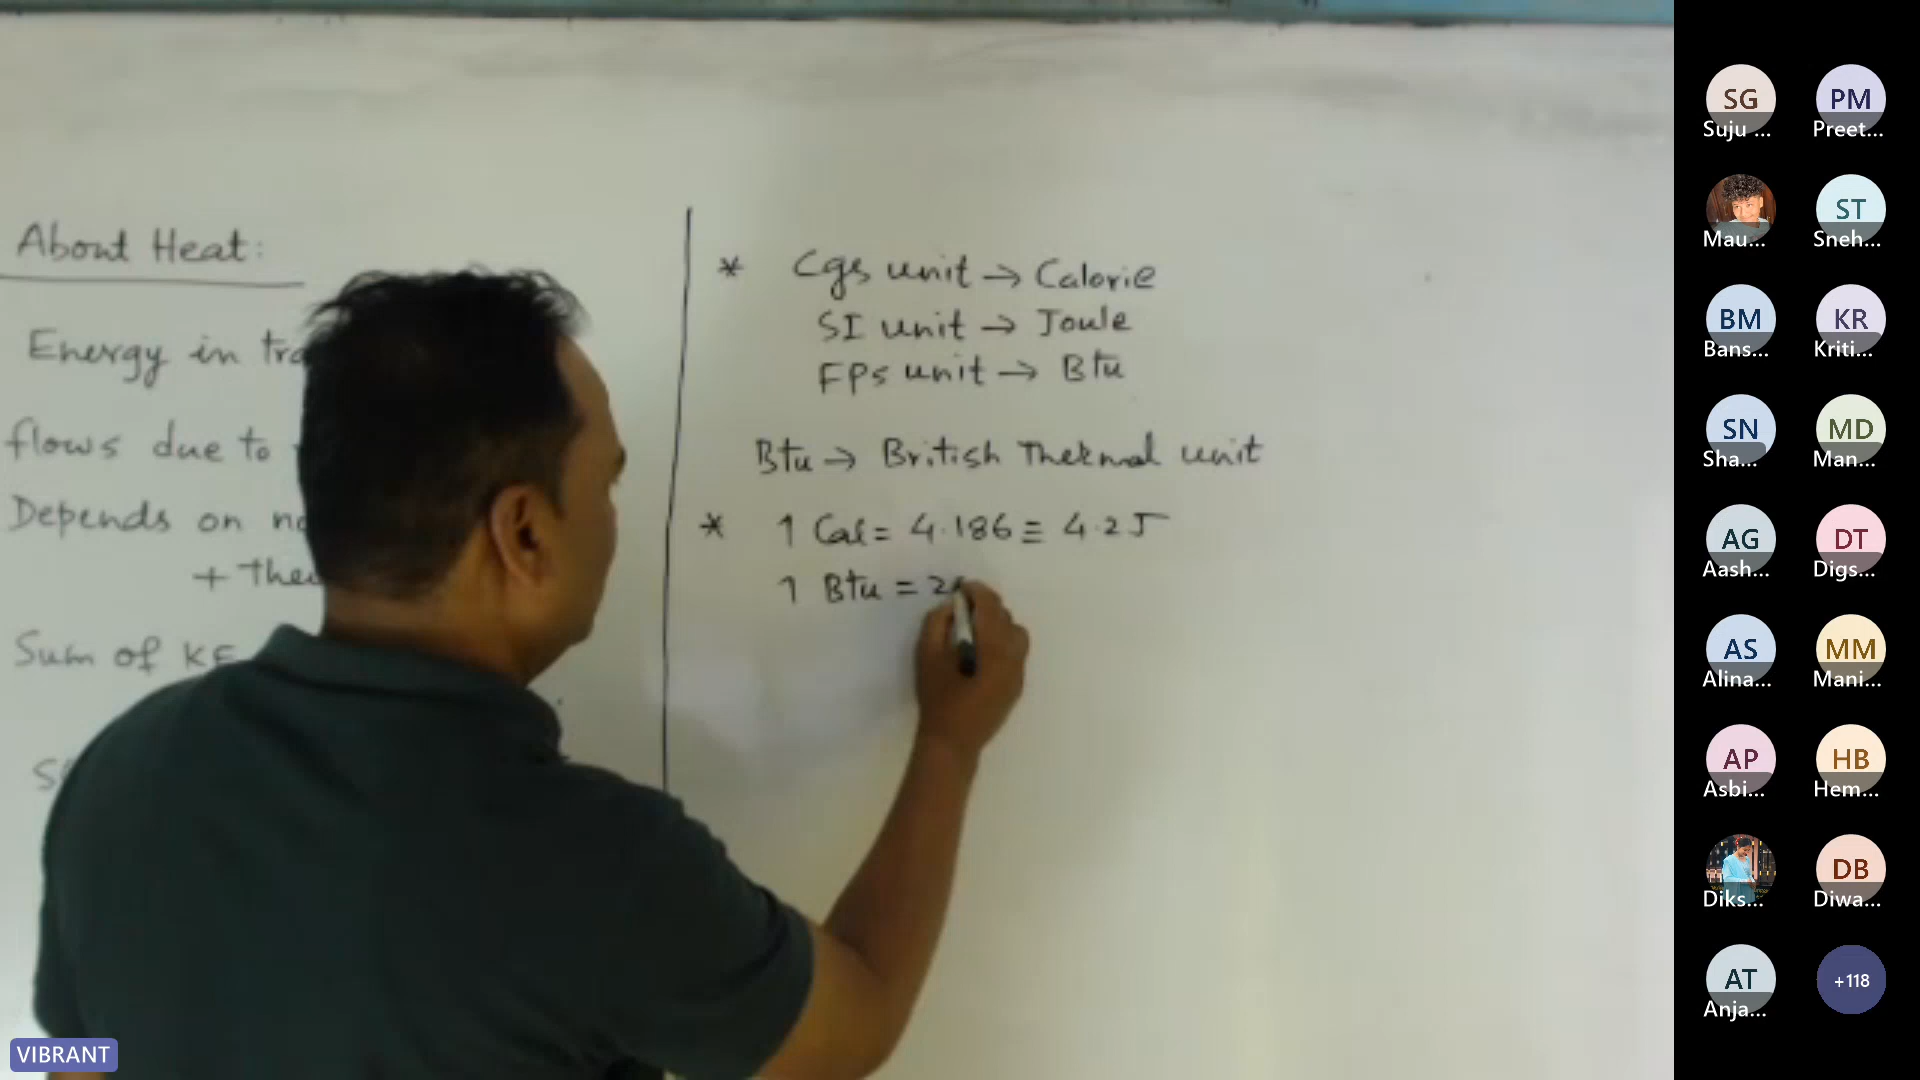 About Heat:
Energy in
flows due to
Depends on
+
Sum of KE
* Cgs unit → Calorie
SI unit → Joule
FPs unit → Btu
Btu → British Thermal unit
* 1 Cal = 4.186 ≡ 4.2 J
1 Btu =
VIBRANT
SG PM
Suju ... Preet...
ST
Mau... Sneh...
BM KR
Bans... Kriti...
SN MD
Sha... Man...
AG DT
Aash... Digs...
AS MM
Alina... Mani...
AP HB
Asbi... Hem...
DB
Diks... Diwa...
AT +118
Anja...